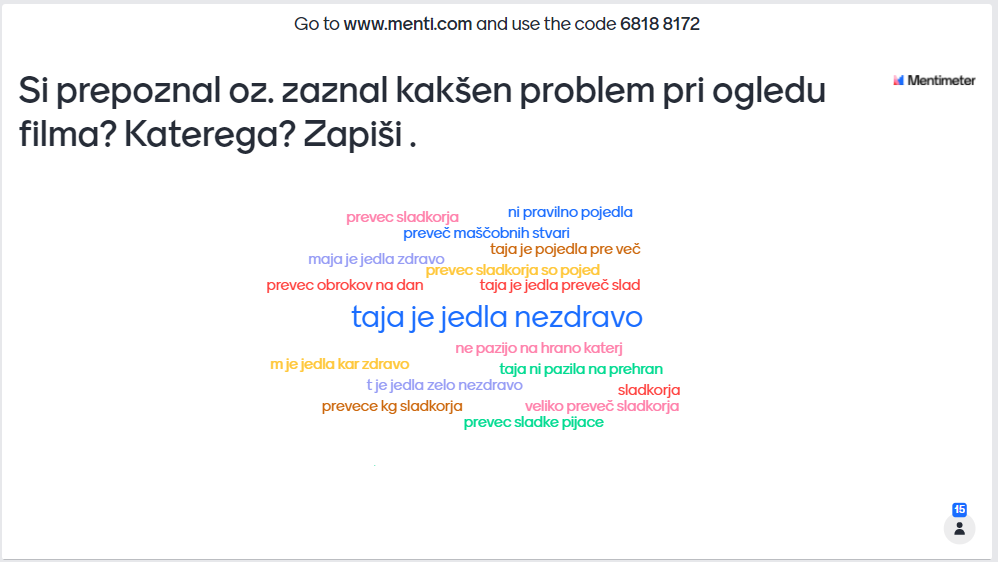 Go to www.menti.com and use the code 6818 8172
Mentimeter
Si prepoznal oz. zaznal kakšen problem pri ogledu
filma? Katerega? Zapiši .
prevec sladkorja
ni pravilno pojedla
preveč maščobnih stvari
taja je pojedla pre več
maja je jedla zdravo
prevec sladkorja so pojed
prevec obrokov na dan
taja je jedla preveč slad
taja je jedla nezdravo
ne pazijo na hrano katerj
m je jedla kar zdravo
taja ni pazila na prehran
t je jedla zelo nezdravo
sladkorja
prevece kg sladkorja
veliko preveč sladkorja
prevec sladke pijace
15